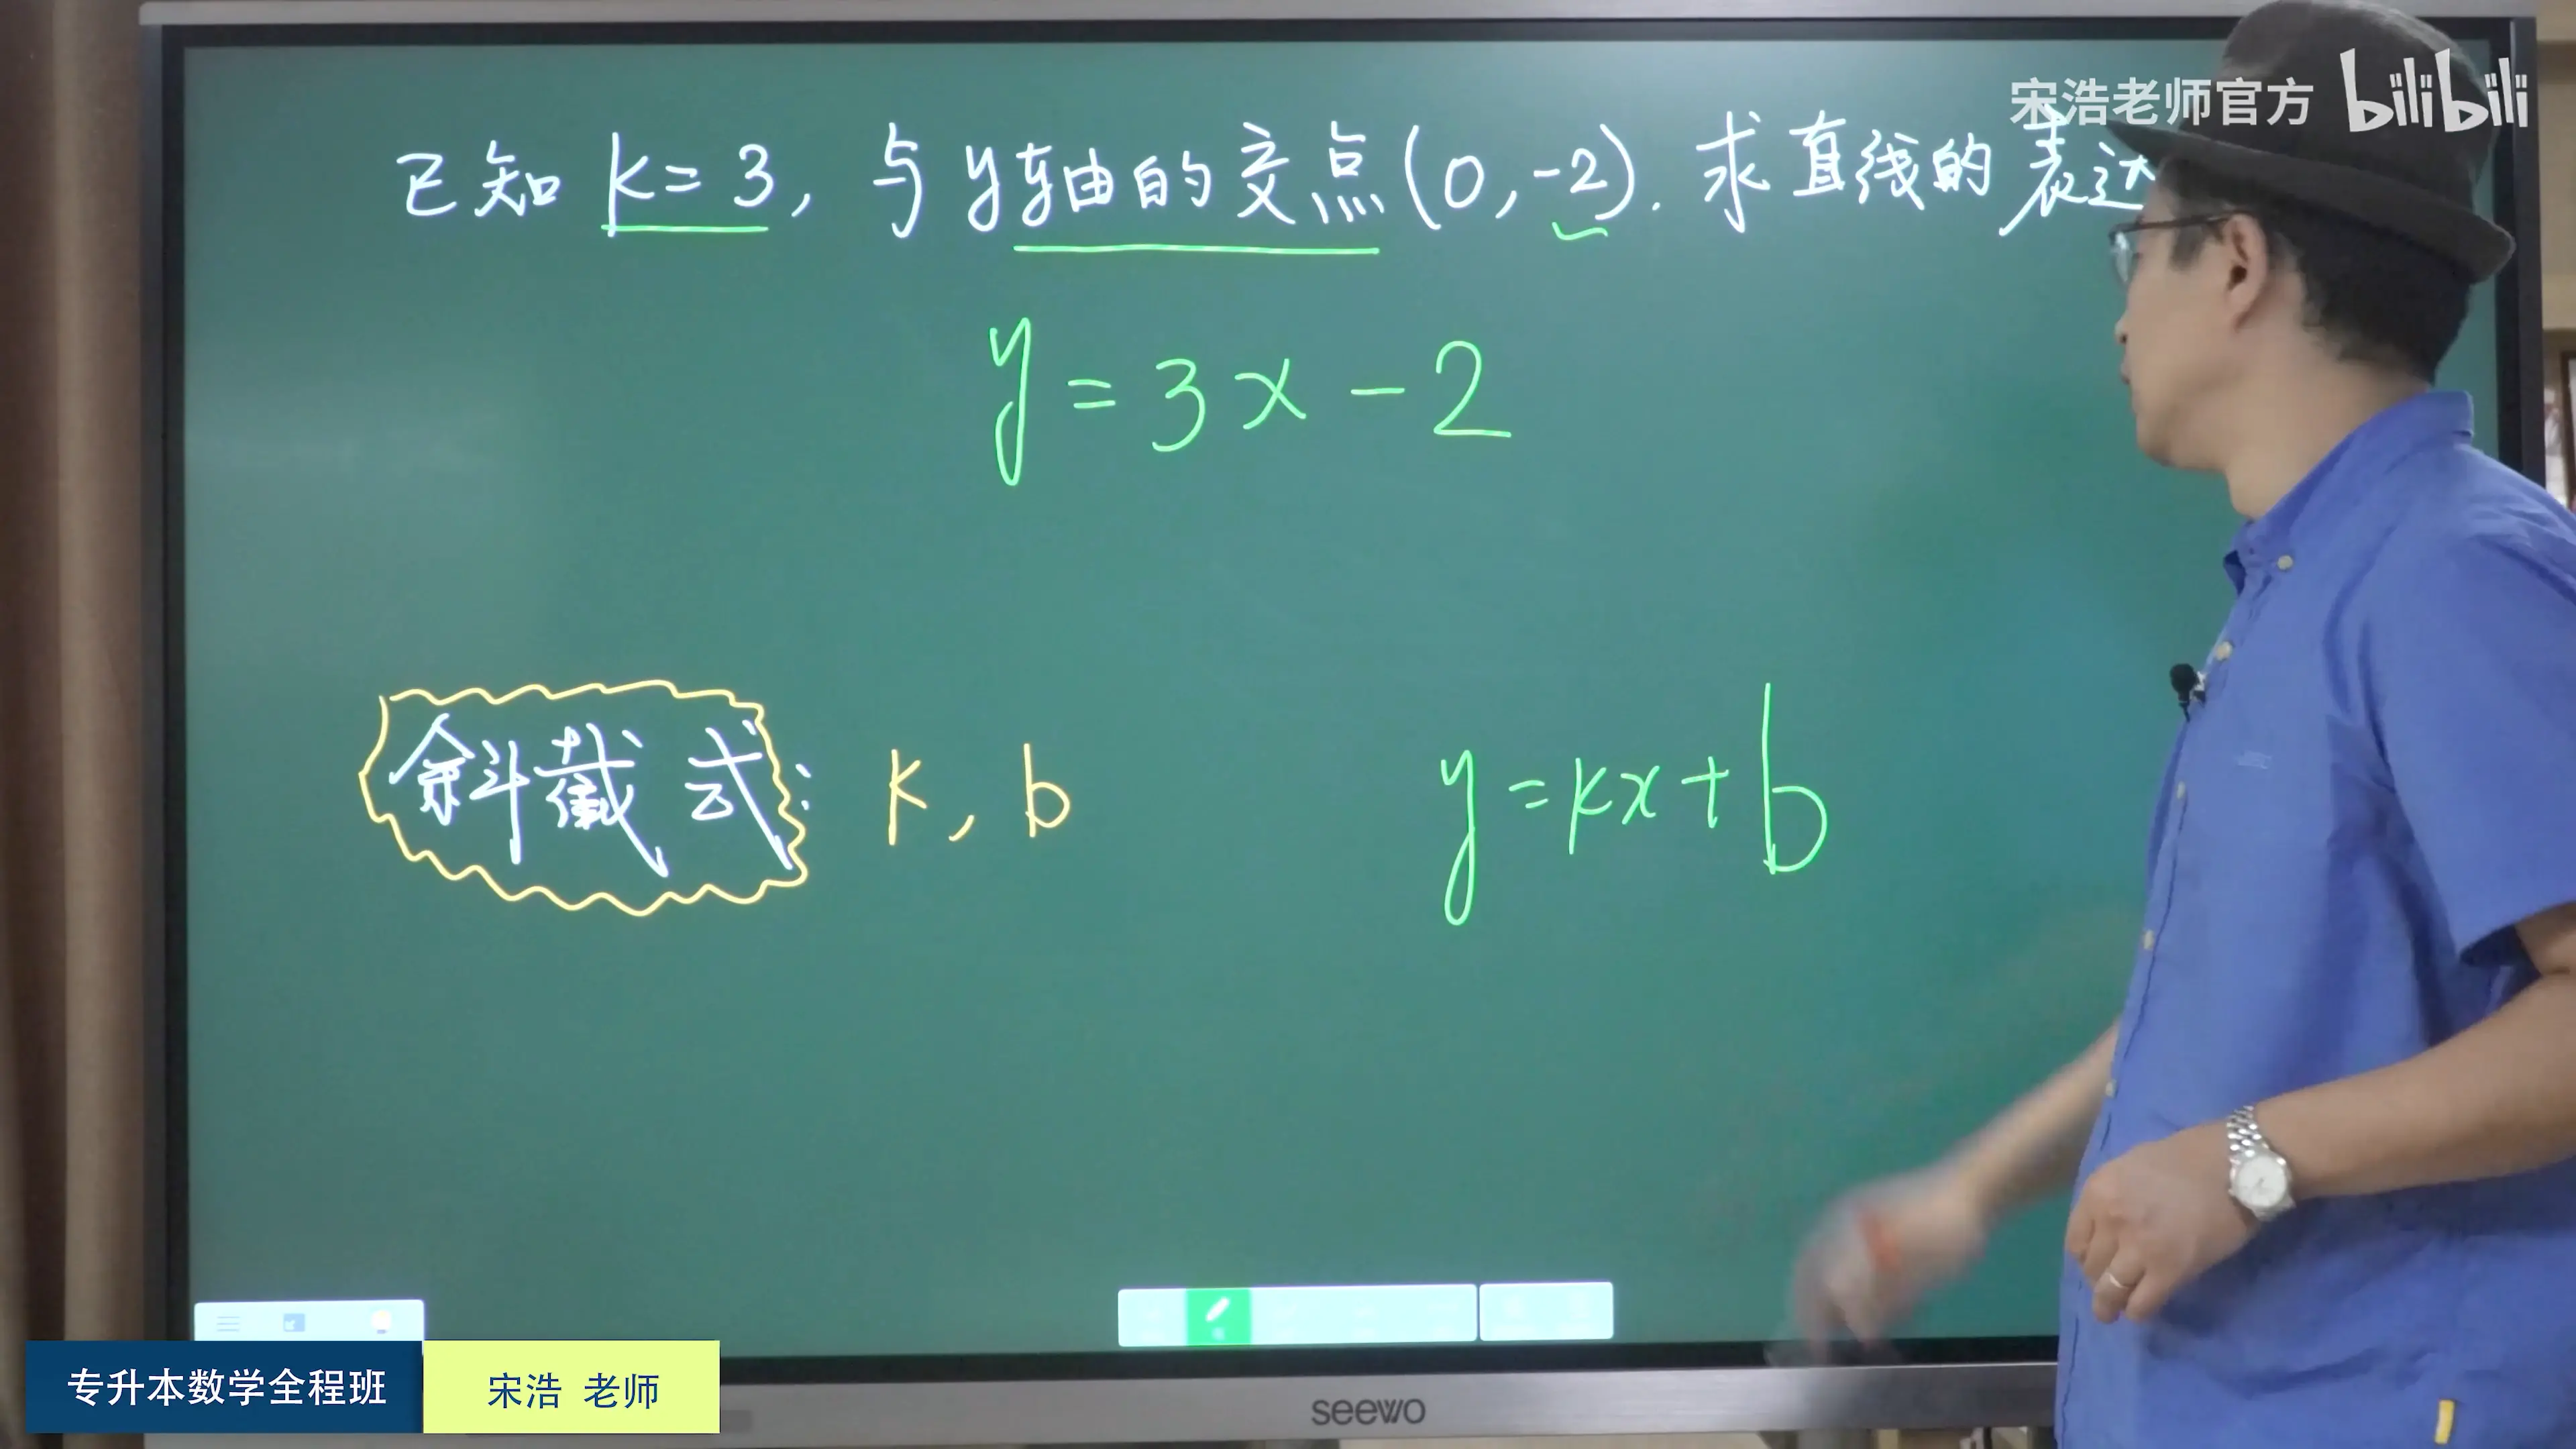 宋浩老师官方 bilibili
已知 k=3, 与y轴的交点(0,-2). 求直线的表达
y=3x-2
斜截式: k, b
y=kx+b
专升本数学全程班
宋浩 老师
seewo